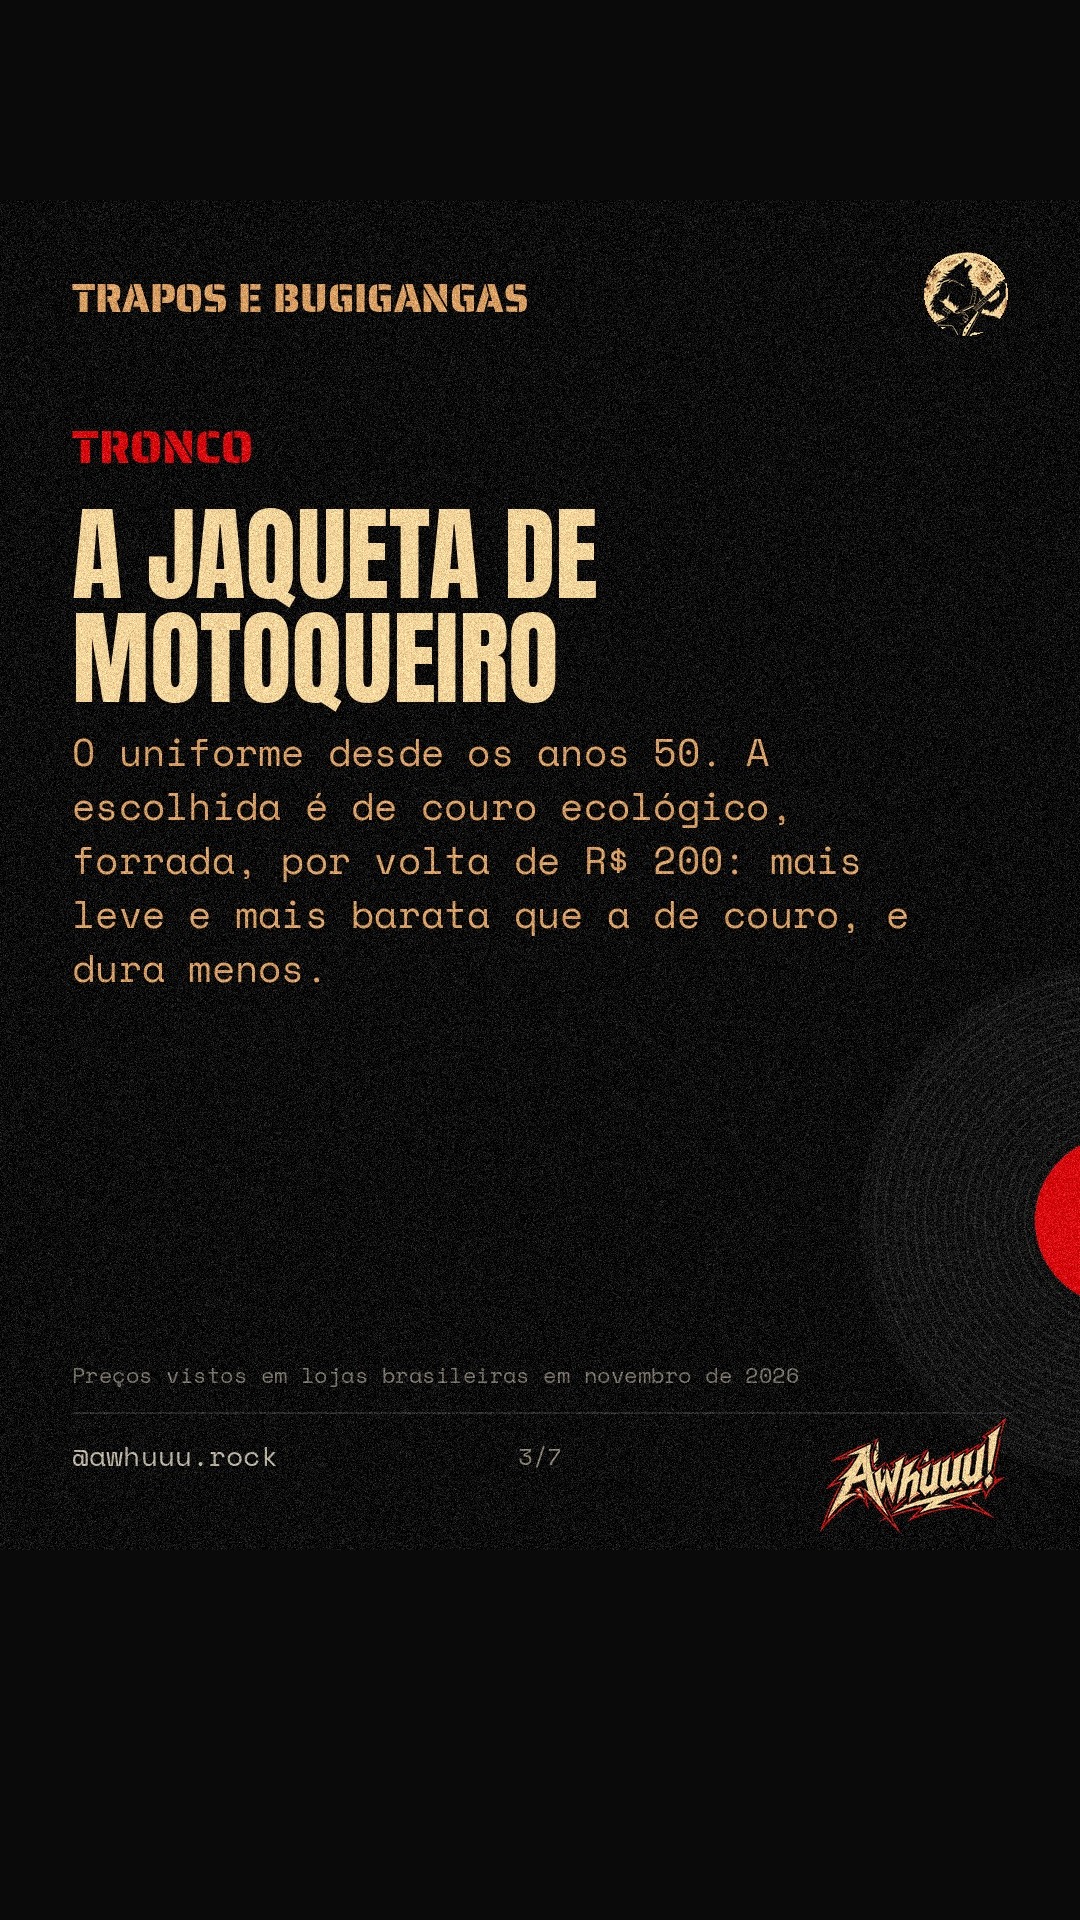 TRAPOS E BUGIGANGAS
TRONCO
A JAQUETA DE
MOTOQUEIRO
O uniforme desde os anos 50. A
escolhida é de couro ecológico,
forrada, por volta de R$ 200: mais
leve e mais barata que a de couro, e
dura menos.
Preços vistos em lojas brasileiras em novembro de 2026
@awhuuu.rock
3/7
Awhuuu!